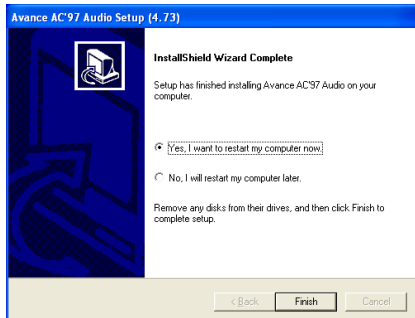 Avance AC'97 Audio Setup (4.73)
InstallShield Wizard Complete
Setup has finished installing Avance AC'97 Audio on your
computer.
Yes, I want to restart my computer now.
No, I will restart my computer later.
Remove any disks from their drives, and then click Finish to
complete setup.
< Back
Finish
Cancel